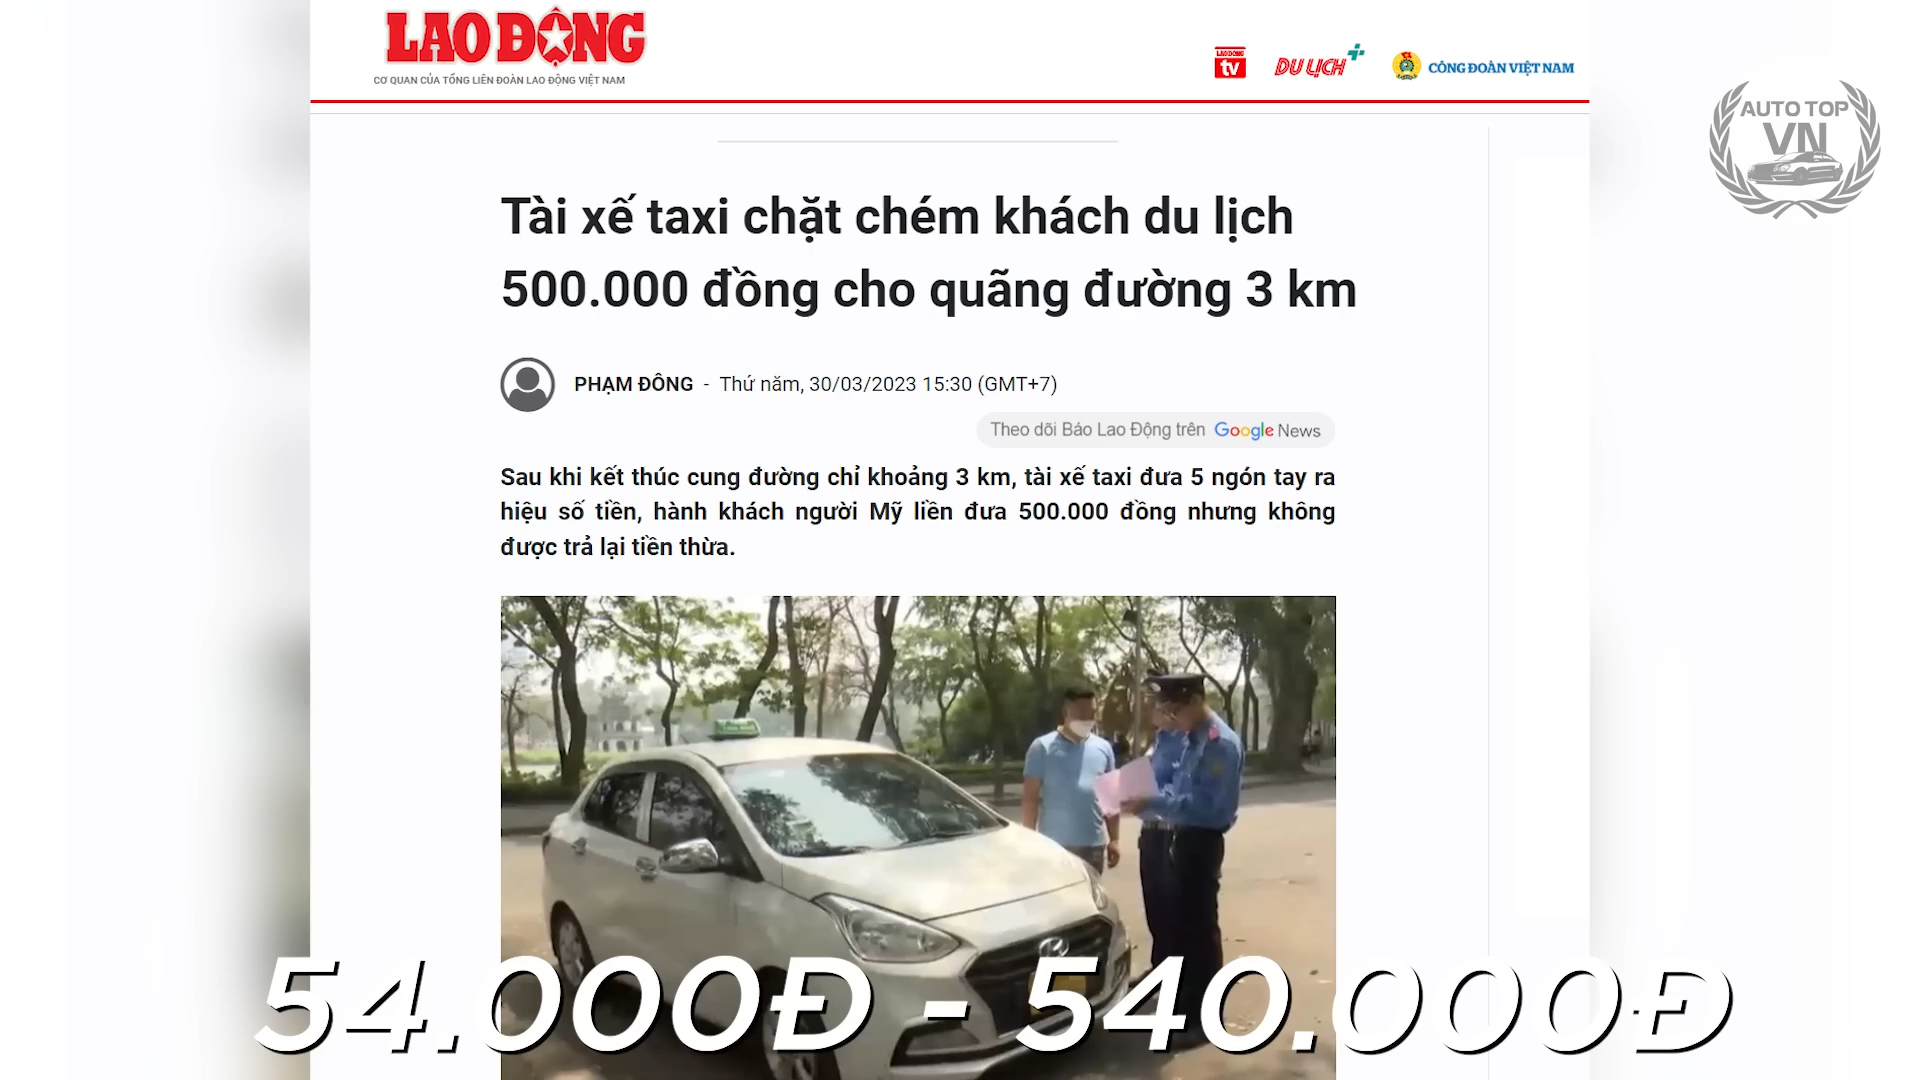 LAO ĐỘNG
CƠ QUAN CỦA TỔNG LIÊN ĐOÀN LAO ĐỘNG VIỆT NAM
LAO ĐỘNG
tv
DU LỊCH
CÔNG ĐOÀN VIỆT NAM
AUTO TOP
VN
Tài xế taxi chặt chém khách du lịch
500.000 đồng cho quãng đường 3 km
PHẠM ĐÔNG - Thứ năm, 30/03/2023 15:30 (GMT+7)
Theo dõi Báo Lao Động trên Google News
Sau khi kết thúc cung đường chỉ khoảng 3 km, tài xế taxi đưa 5 ngón tay ra
hiệu số tiền, hành khách người Mỹ liền đưa 500.000 đồng nhưng không
được trả lại tiền thừa.
54.000Đ - 540.000Đ